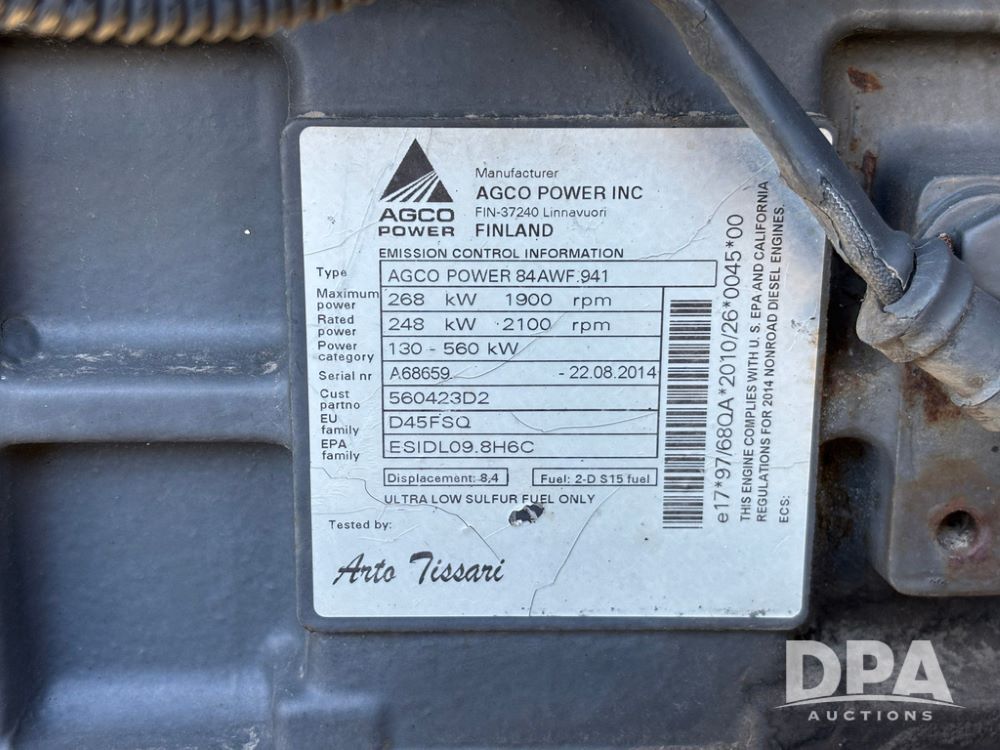 AGCO
POWER
Manufacturer
AGCO POWER INC
FIN-37240 Linnavuori
FINLAND
EMISSION CONTROL INFORMATION
Type AGCO POWER 84AWF.941
Maximum power 268 kW 1900 rpm
Rated power 248 kW 2100 rpm
Power category 130 - 560 kW
Serial nr A68659 - 22.08.2014
Cust partno 560423D2
EU family D45FSQ
EPA family ESIDL09.8H6C
Displacement: 8,4 Fuel: 2-D S15 fuel
ULTRA LOW SULFUR FUEL ONLY
Tested by:
Arto Tissari
e17*97/68QA*2010/26*0045*00
THIS ENGINE COMPLIES WITH U.S. EPA AND CALIFORNIA
REGULATIONS FOR 2014 NONROAD DIESEL ENGINES.
ECS:
DPA
AUCTIONS